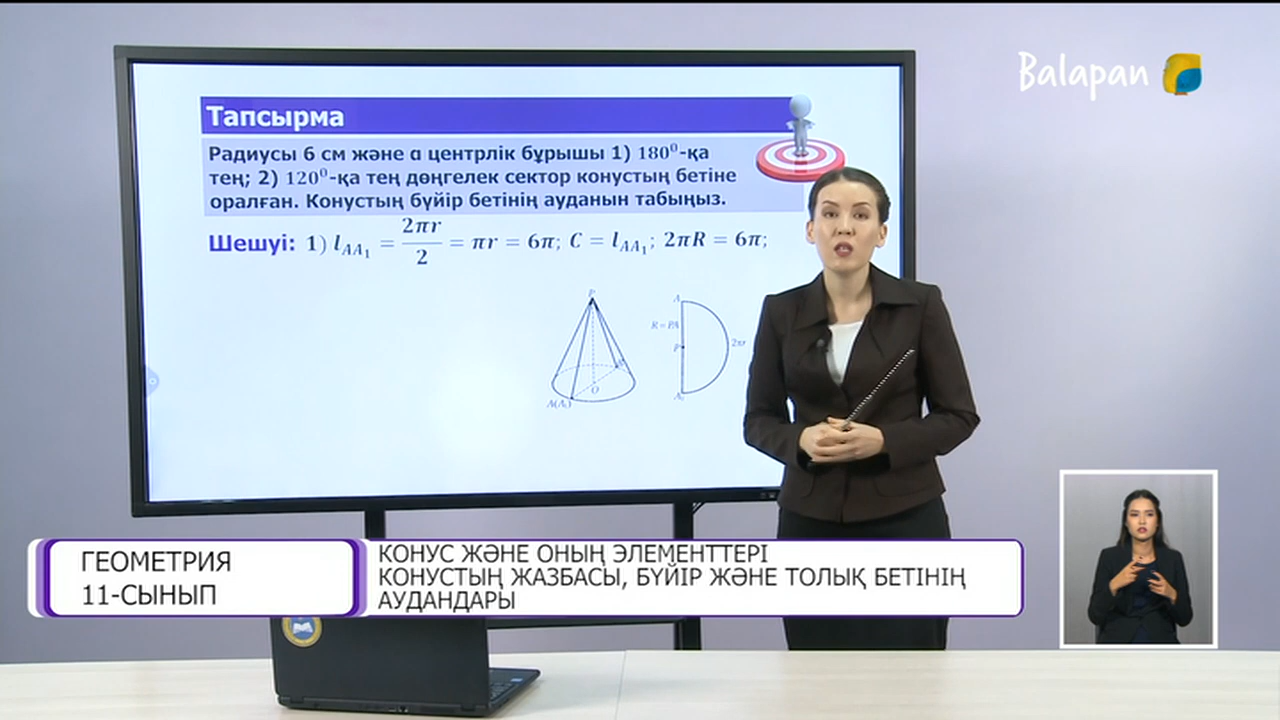 Balapan
Тапсырма
Радиусы 6 см және α центрлік бұрышы 1) 180⁰-қа
тең; 2) 120⁰-қа тең дөңгелек сектор конустың бетіне
оралған. Конустың бүйір бетінің ауданын табыңыз.
Шешуі: 1) l_{AA₁} = 2πr/2 = πr = 6π; C = l_{AA₁}; 2πR = 6π;
P
O
A(A₁)
A
R = PA
P
2πr
A₁
ГЕОМЕТРИЯ
11-СЫНЫП
КОНУС ЖӘНЕ ОНЫҢ ЭЛЕМЕНТТЕРІ
КОНУСТЫҢ ЖАЗБАСЫ, БҮЙІР ЖӘНЕ ТОЛЫҚ БЕТІНІҢ
АУДАНДАРЫ